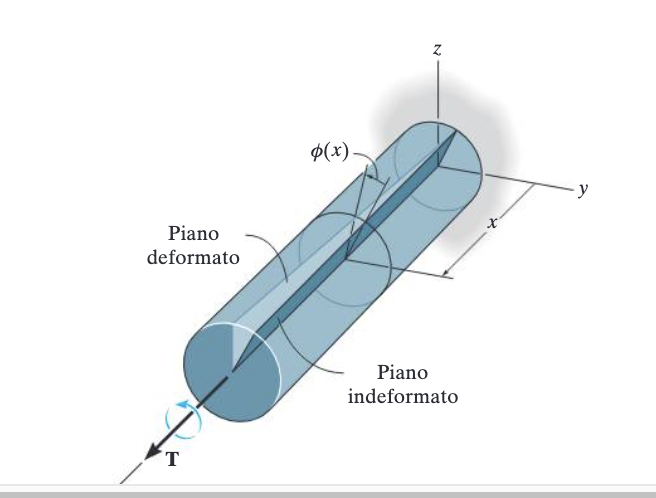 z
ϕ(x)
y
x
Piano
deformato
Piano
indeformato
T